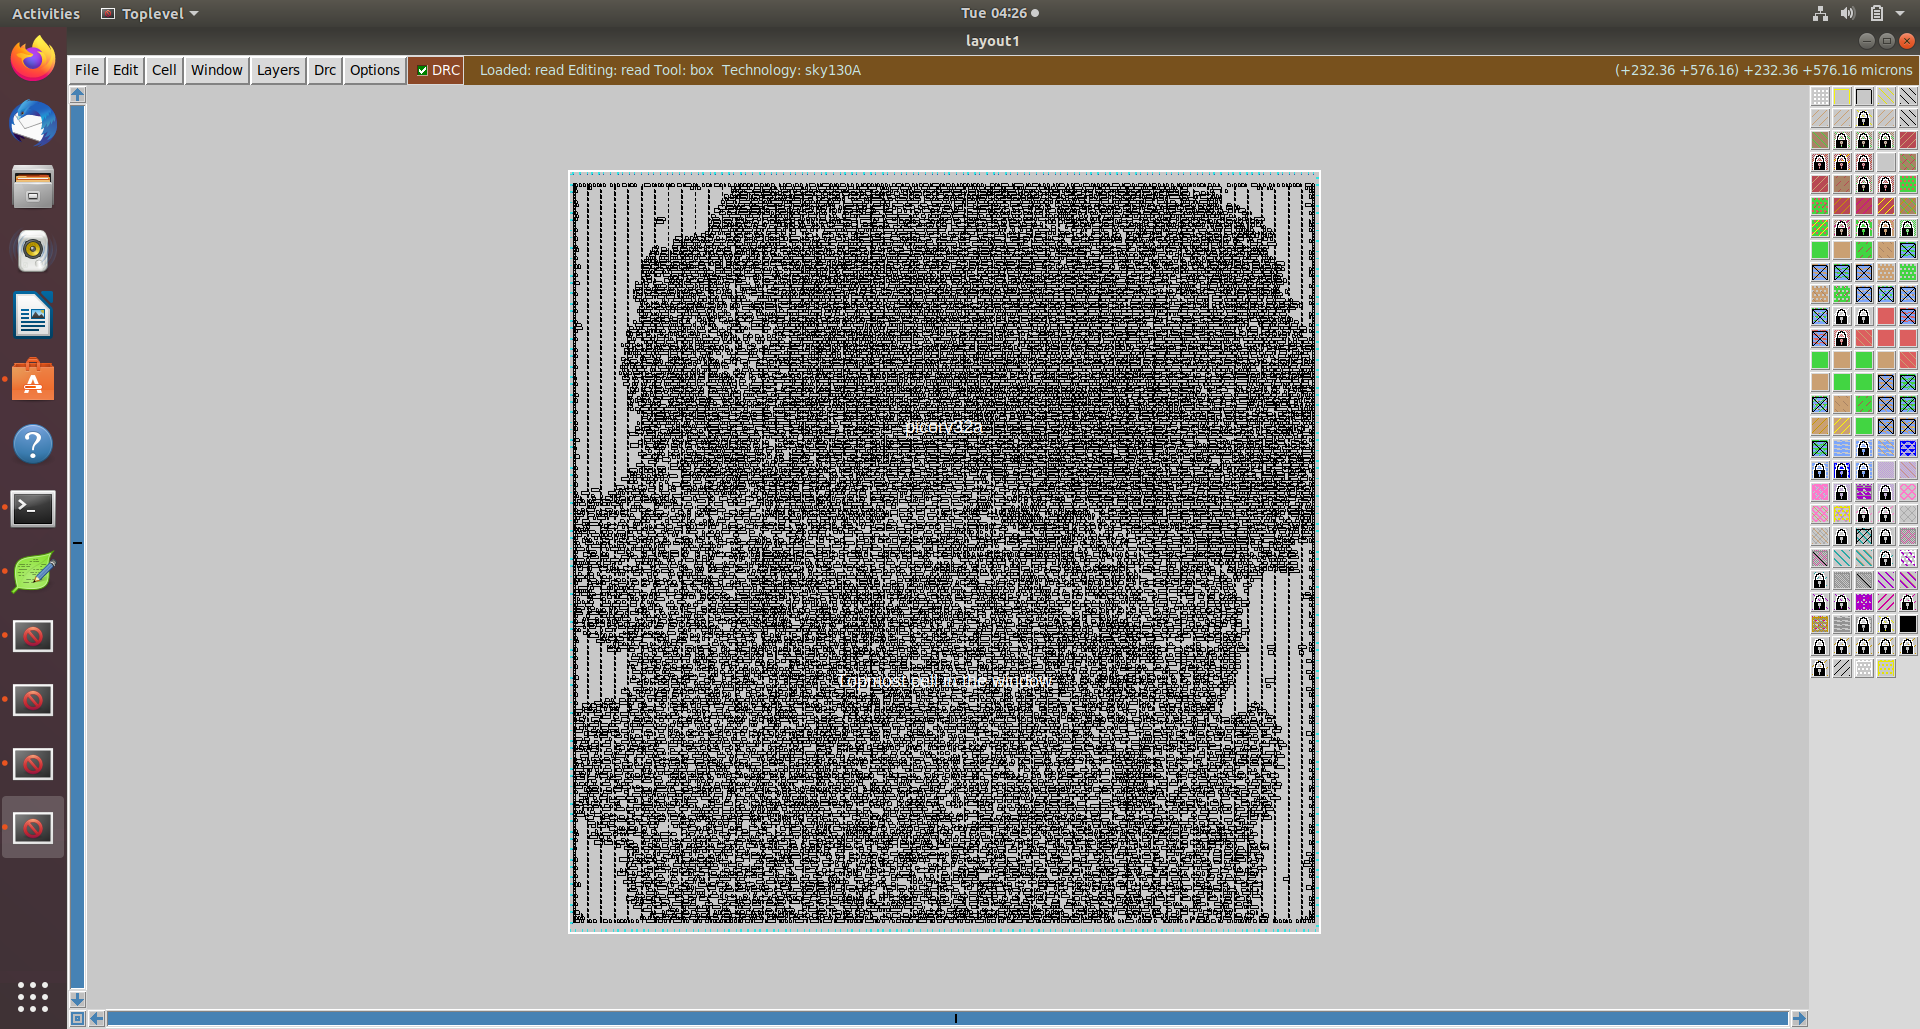 Activities
Toplevel
Tue 04:26
layout1
File
Edit
Cell
Window
Layers
Drc
Options
DRC
Loaded: read Editing: read Tool: box Technology: sky130A
(+232.36 +576.16) +232.36 +576.16 microns
picorv32a
Topmost cell in the window